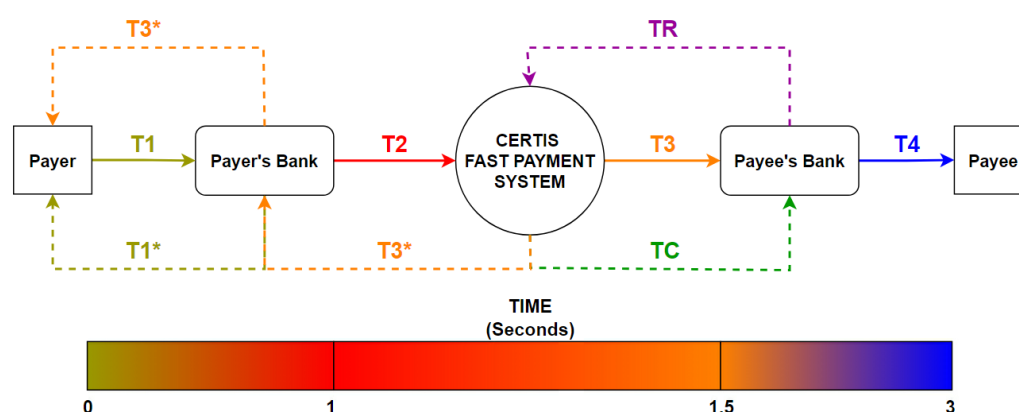 T3*
TR
Payer
T1
Payer's Bank
T2
CERTIS
FAST PAYMENT
SYSTEM
T3
Payee's Bank
T4
Payee
T1*
T3*
TC
TIME
(Seconds)
0
1
1.5
3